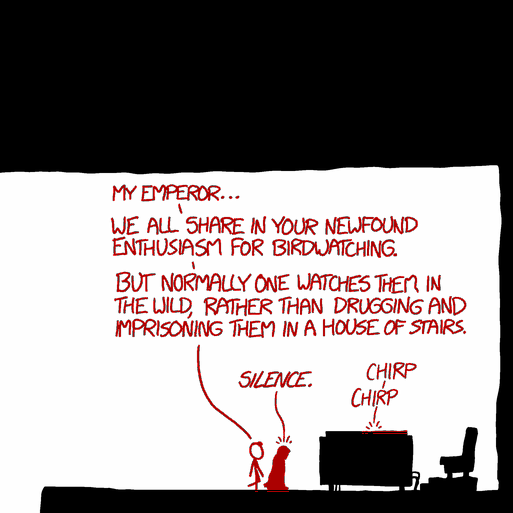 MY EMPEROR...
WE ALL SHARE IN YOUR NEWFOUND
ENTHUSIASM FOR BIRDWATCHING.
BUT NORMALLY ONE WATCHES THEM IN
THE WILD, RATHER THAN DRUGGING AND
IMPRISONING THEM IN A HOUSE OF STAIRS.
SILENCE.
CHIRP
CHIRP